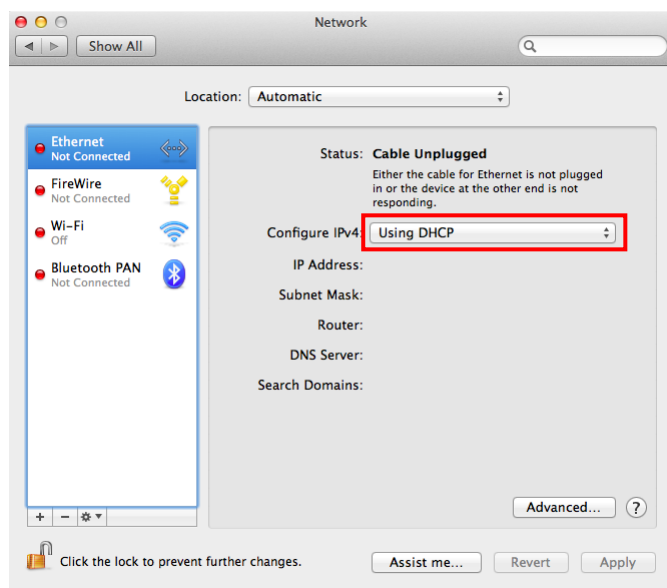 Network
Show All
Location: Automatic
Ethernet
Not Connected
FireWire
Not Connected
Wi-Fi
Off
Bluetooth PAN
Not Connected
Status: Cable Unplugged
Either the cable for Ethernet is not plugged
in or the device at the other end is not
responding.
Configure IPv4: Using DHCP
IP Address:
Subnet Mask:
Router:
DNS Server:
Search Domains:
Advanced... ?
+ −
Click the lock to prevent further changes.
Assist me... Revert Apply